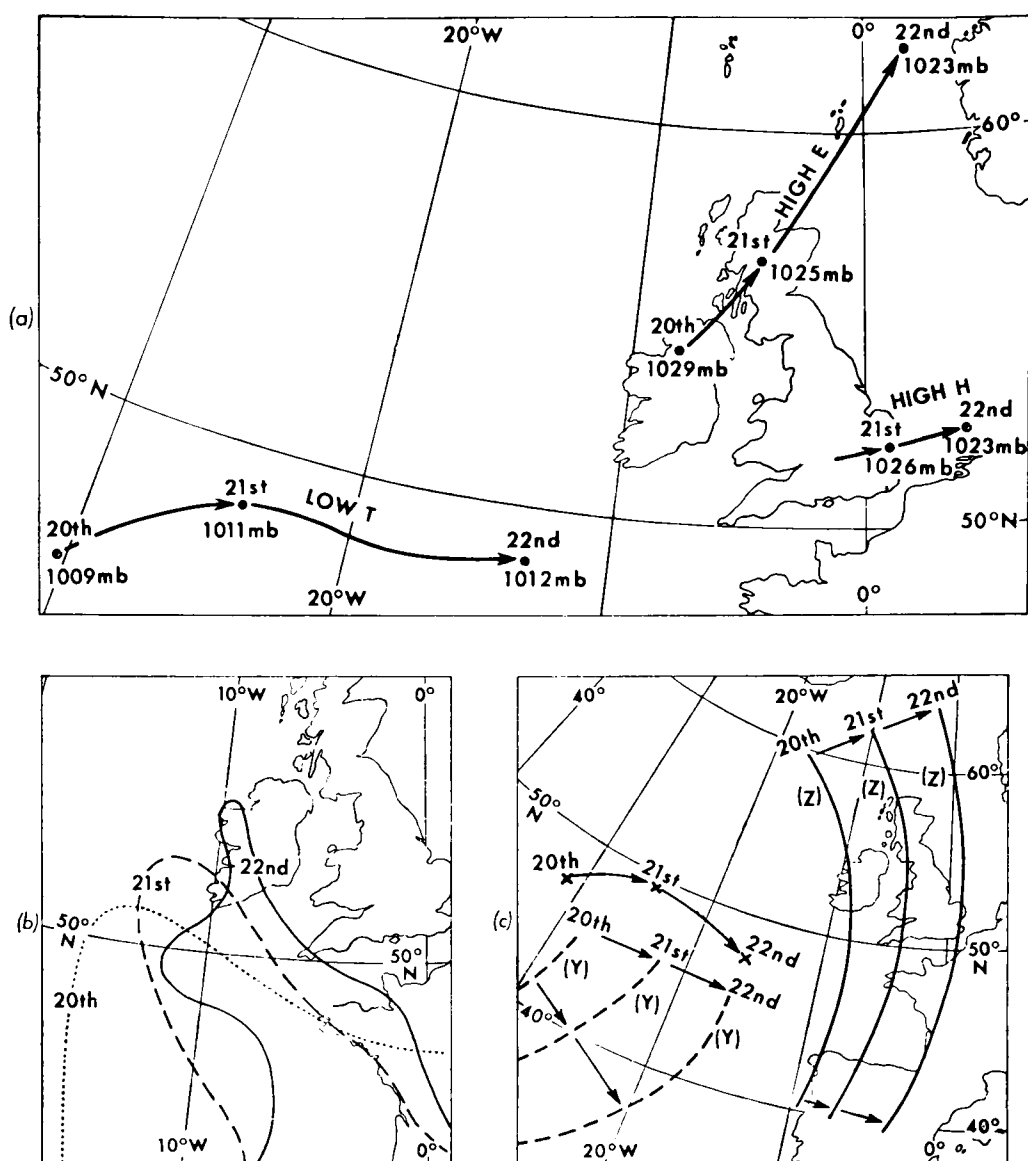 20°W
0°
22nd
1023mb
60°
HIGH E
21st
1025mb
20th
1029mb
(a)
50°N
HIGH H
22nd
21st
1023mb
1026mb
21st
LOW T
20th
1011mb
22nd
50°N
1009mb
1012mb
20°W
0°
10°W
0°
21st
22nd
(b)
50°
N
50°
N
20th
10°W
0°
40°
20°W
22nd
21st
20th
60°
(Z)
(Z)
(Z)
50°
N
20th
21st
(c)
20th
21st
22nd
50°
N
(Y)
22nd
40°
(Y)
(Y)
40°
20°W
0°